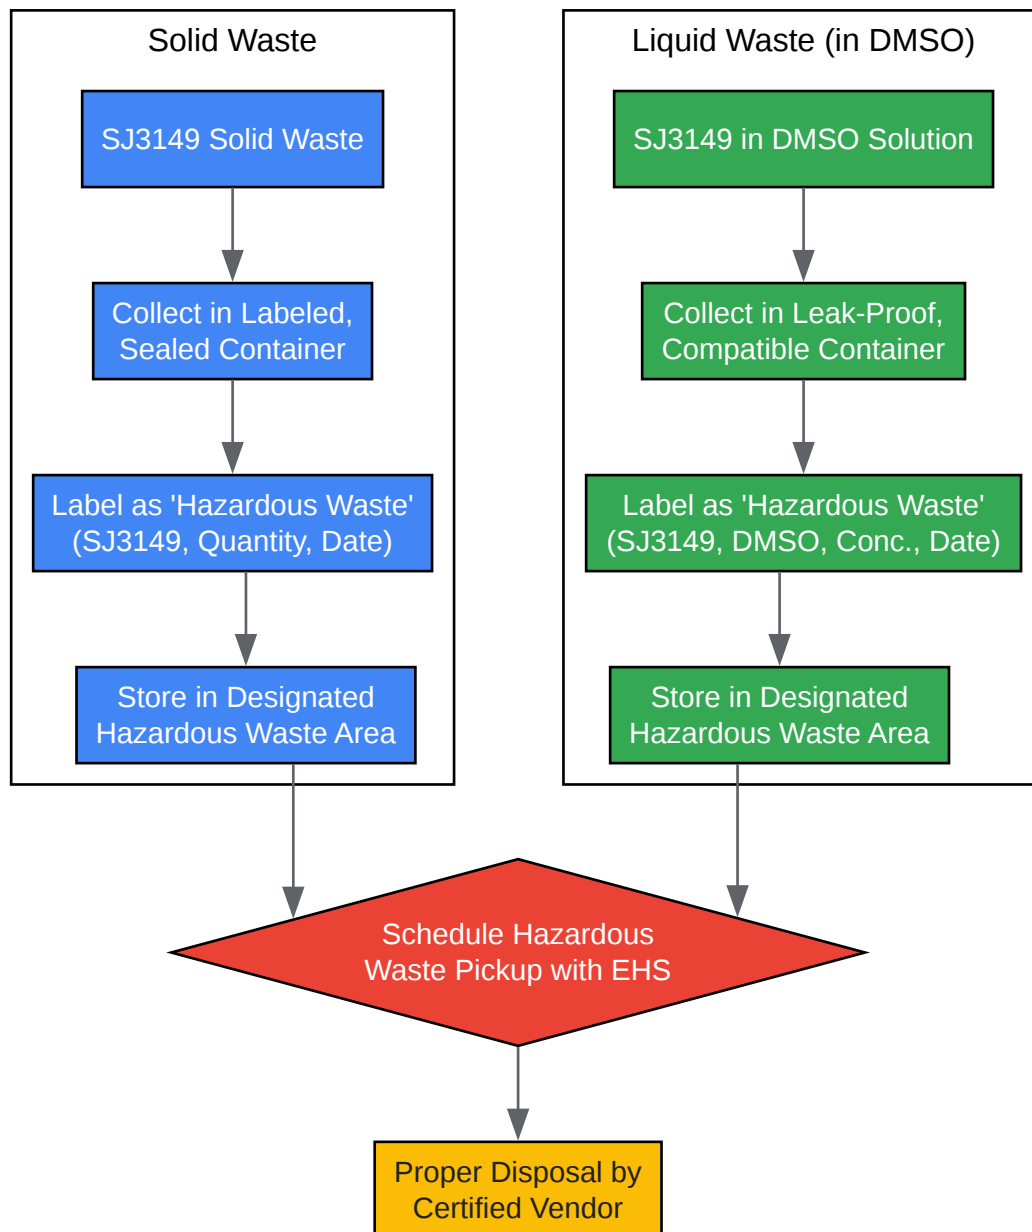 Solid Waste
SJ3149 Solid Waste
Collect in Labeled,
Sealed Container
Label as 'Hazardous Waste'
(SJ3149, Quantity, Date)
Store in Designated
Hazardous Waste Area
Liquid Waste (in DMSO)
SJ3149 in DMSO Solution
Collect in Leak-Proof,
Compatible Container
Label as 'Hazardous Waste'
(SJ3149, DMSO, Conc., Date)
Store in Designated
Hazardous Waste Area
Schedule Hazardous
Waste Pickup with EHS
Proper Disposal by
Certified Vendor